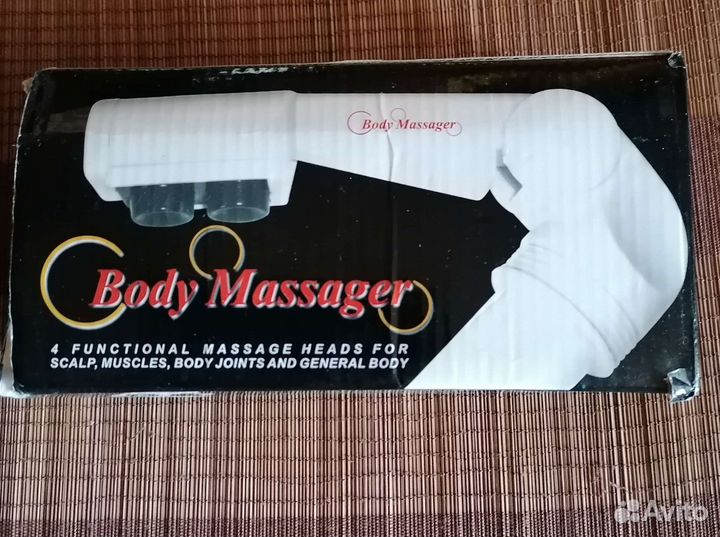 Body Massager
Body Massager
4 FUNCTIONAL MASSAGE HEADS FOR
SCALP, MUSCLES, BODY JOINTS AND GENERAL BODY
Avito